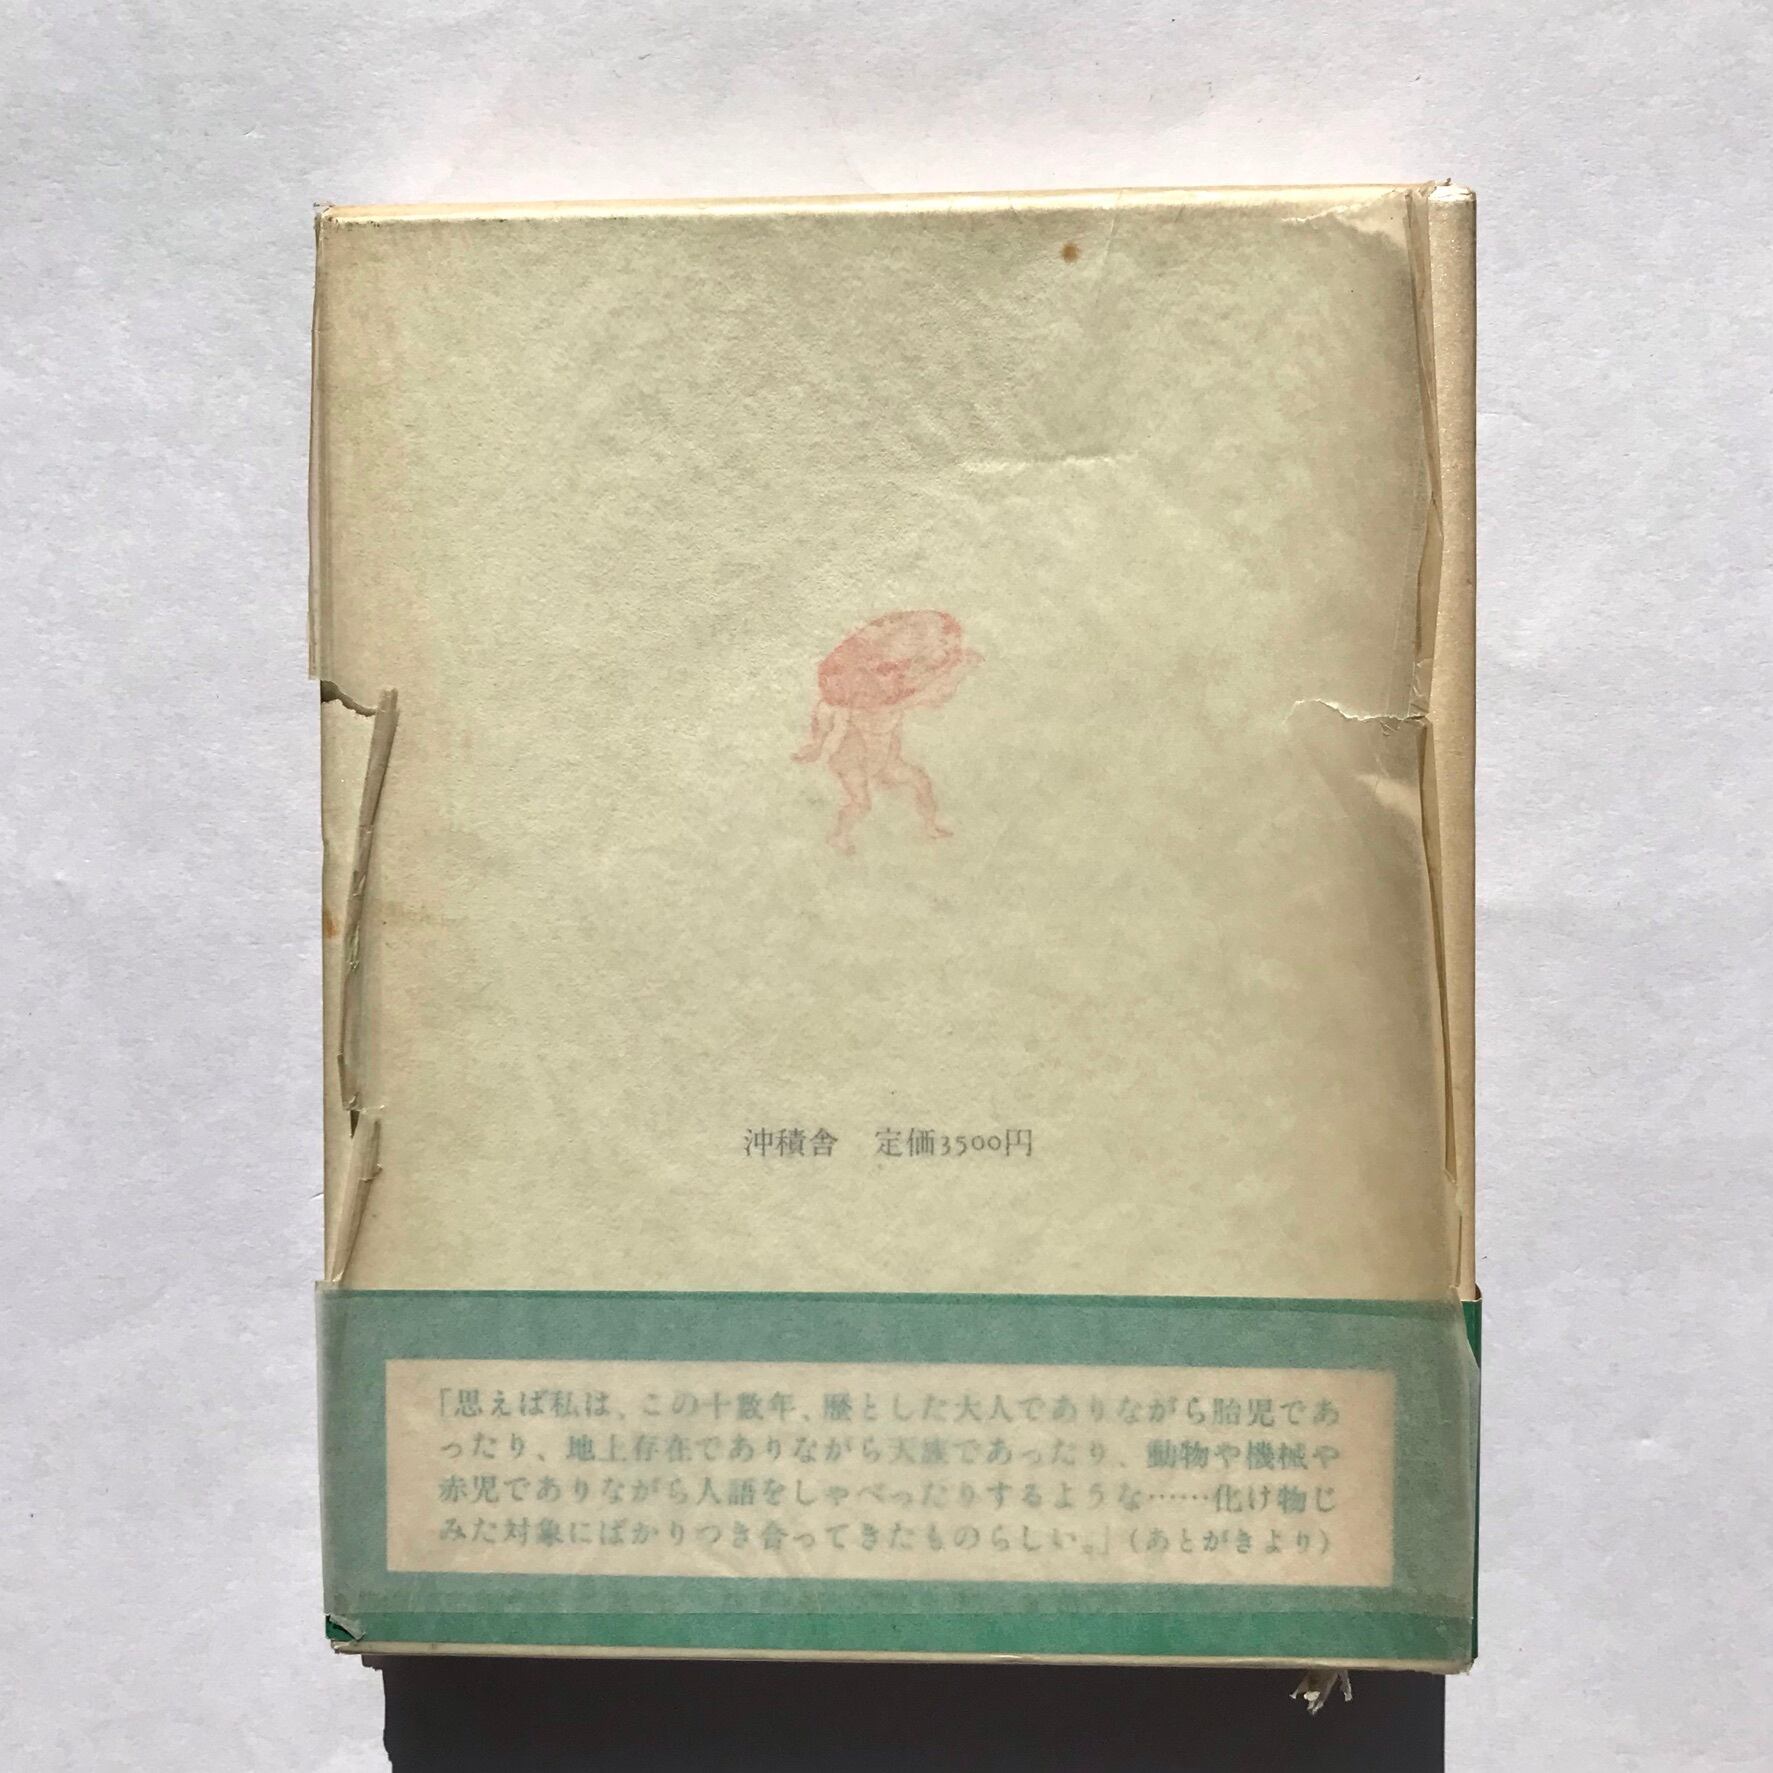 沖積舎　定価3500円
「思えば私は、この十数年、歴とした大人でありながら胎児であ
ったり、地上存在でありながら天族であったり、動物や機械や
赤児でありながら人語をしゃべったりするような……化け物じ
みた対象にばかりつき合ってきたものらしい。」（あとがきより）